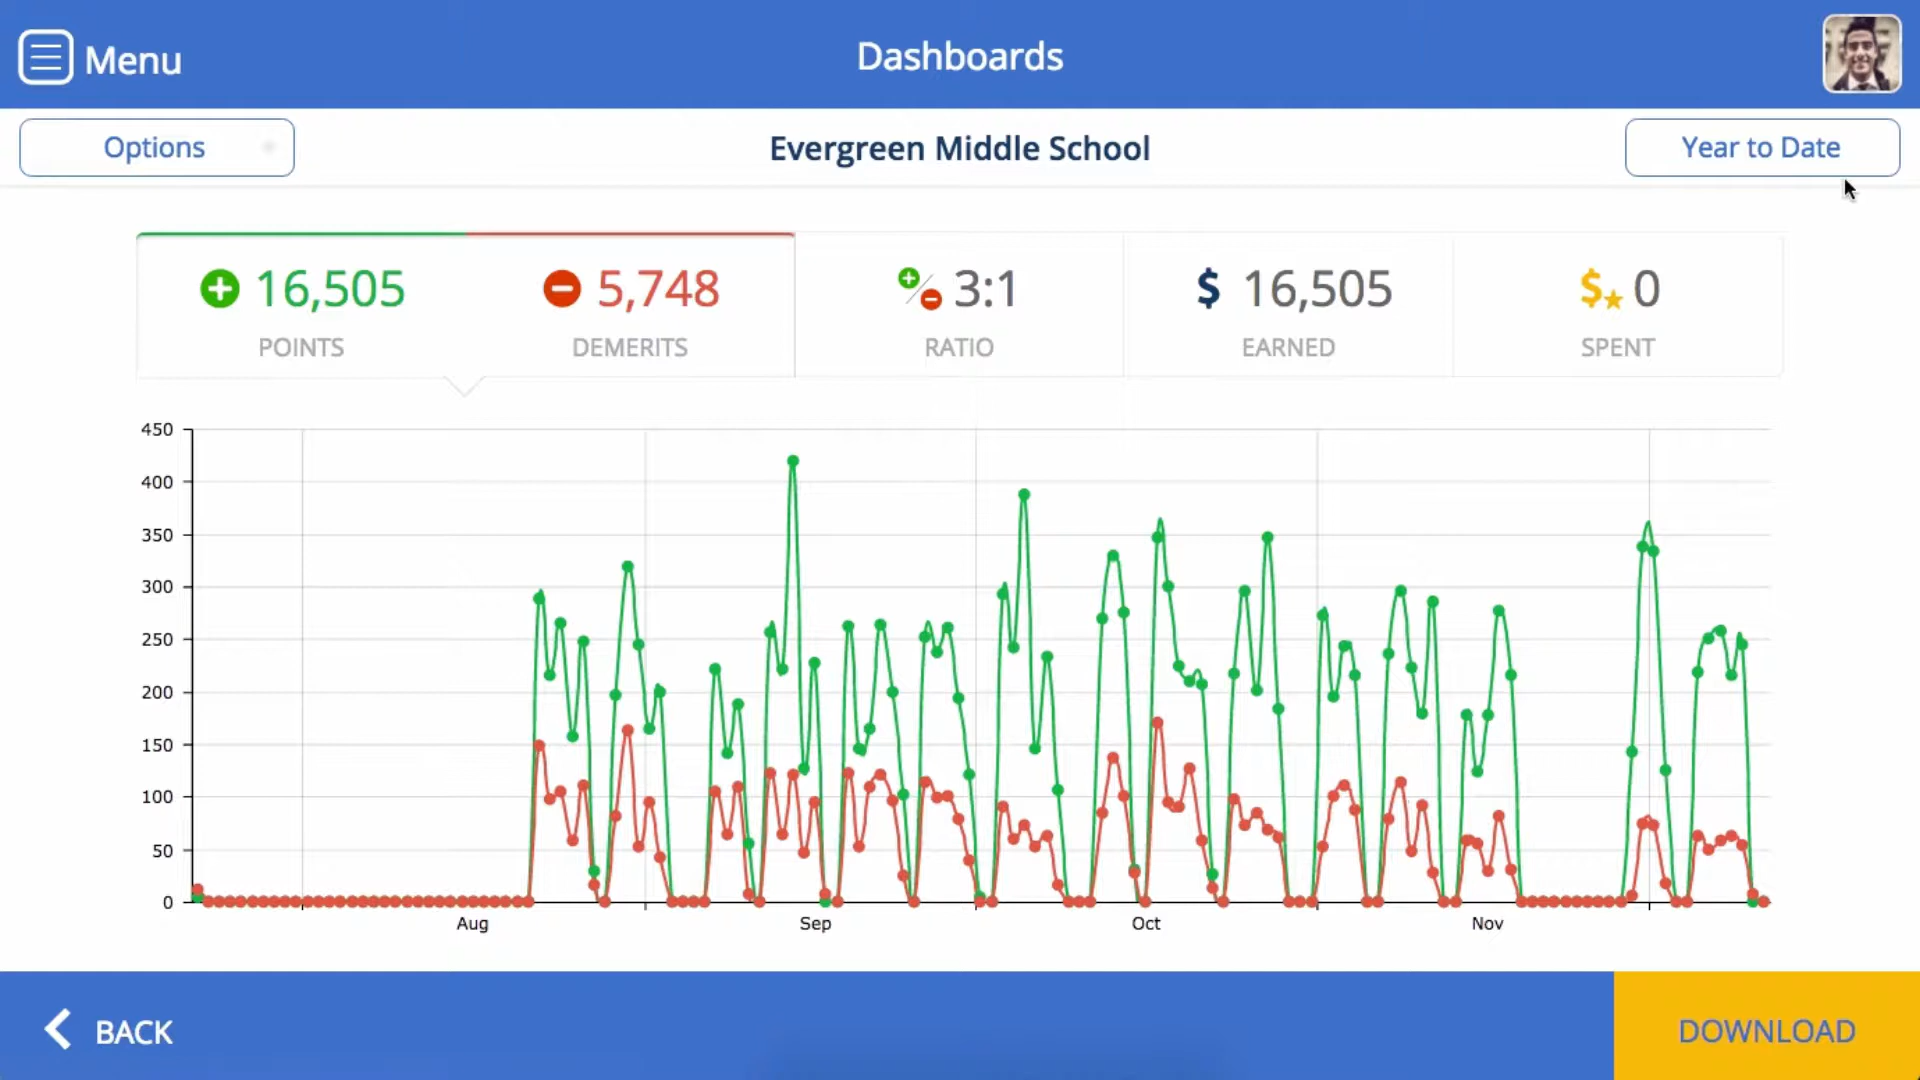 Menu
Dashboards
Options
Evergreen Middle School
Year to Date
16,505
POINTS
5,748
DEMERITS
3:1
RATIO
$ 16,505
EARNED
$ 0
SPENT
450
400
350
300
250
200
150
100
50
0
Aug
Sep
Oct
Nov
BACK
DOWNLOAD